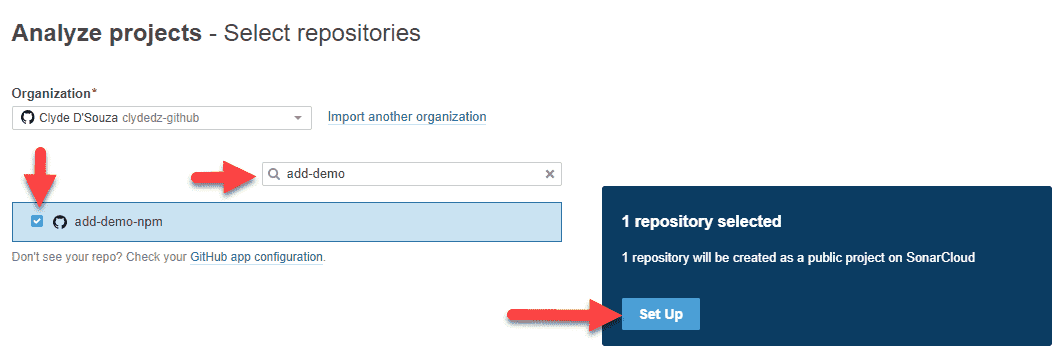 Analyze projects - Select repositories
Organization*
Clyde D'Souza clydedz-github
Import another organization
add-demo
add-demo-npm
Don't see your repo? Check your GitHub app configuration.
1 repository selected
1 repository will be created as a public project on SonarCloud
Set Up